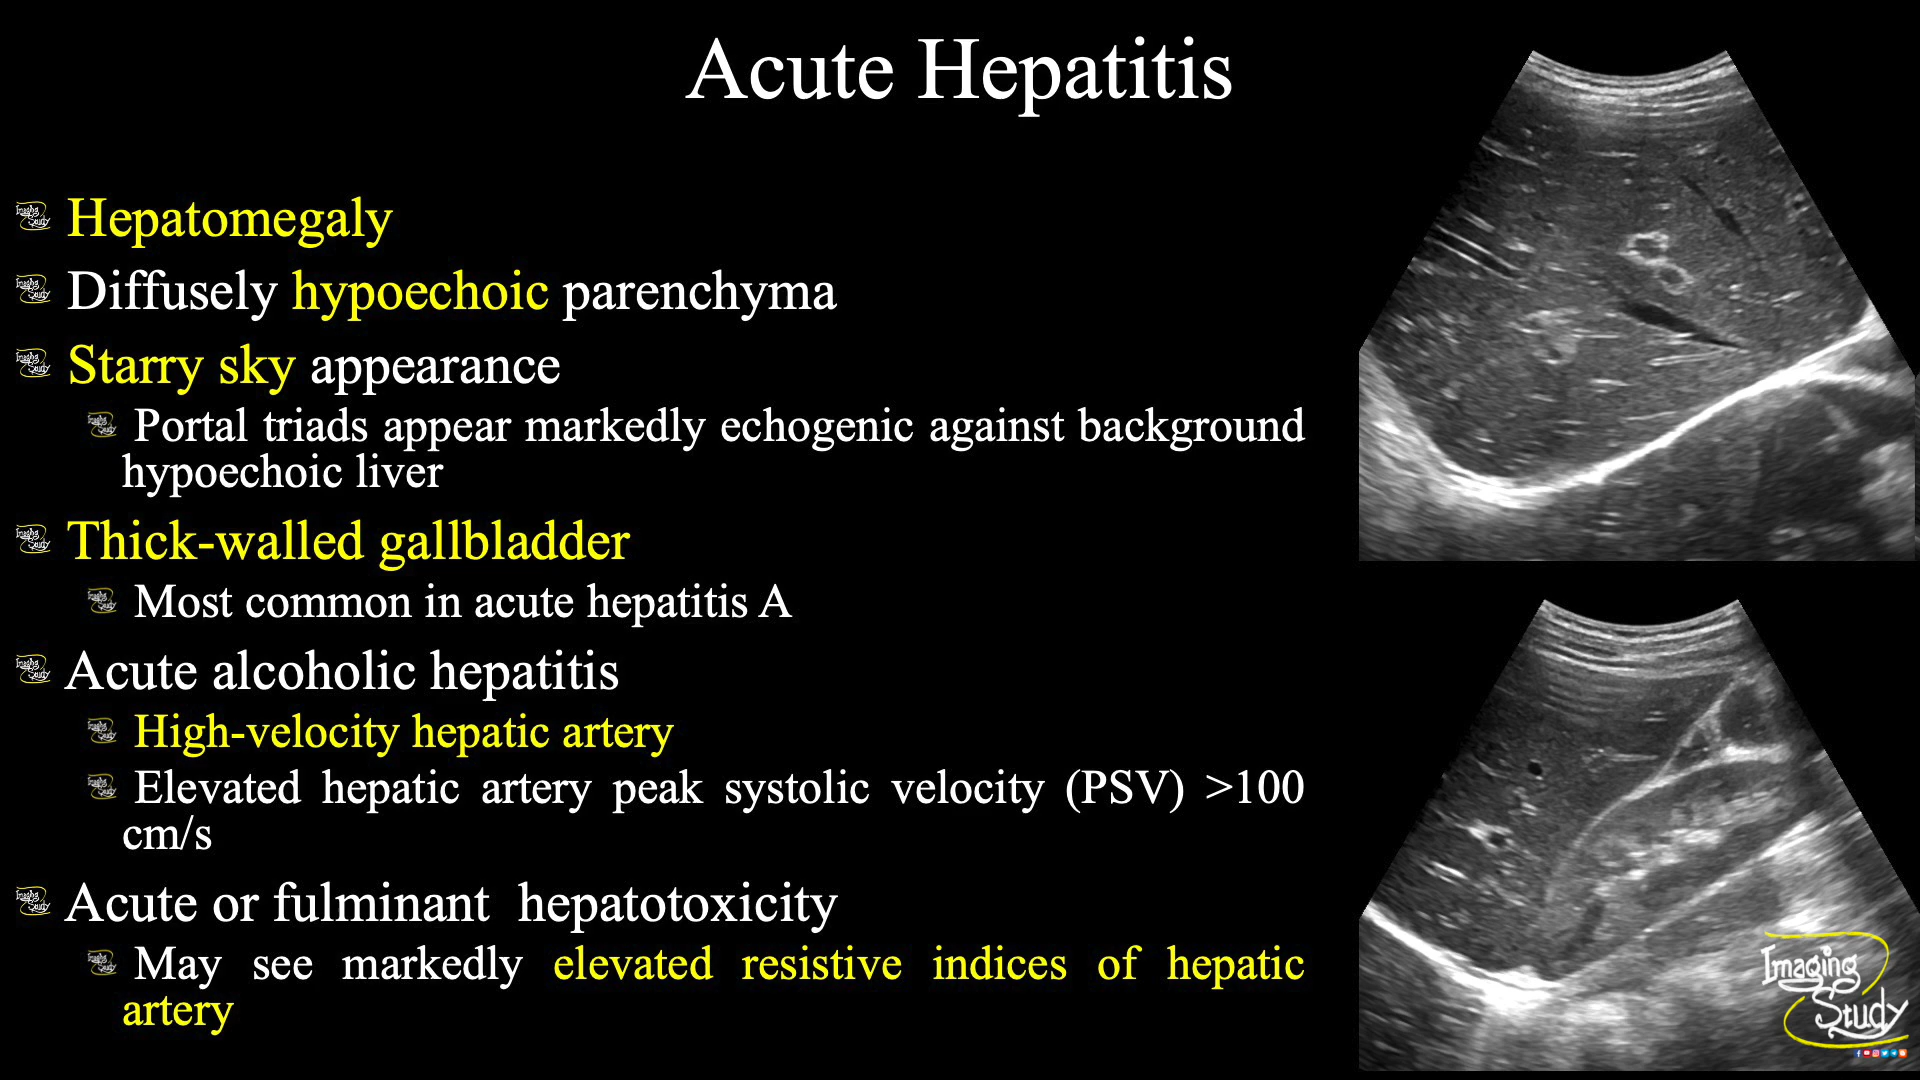 Acute Hepatitis
Hepatomegaly
Diffusely hypoechoic parenchyma
Starry sky appearance
Portal triads appear markedly echogenic against background
hypoechoic liver
Thick-walled gallbladder
Most common in acute hepatitis A
Acute alcoholic hepatitis
High-velocity hepatic artery
Elevated hepatic artery peak systolic velocity (PSV) >100
cm/s
Acute or fulminant hepatotoxicity
May see markedly elevated resistive indices of hepatic
artery
Imaging
Study